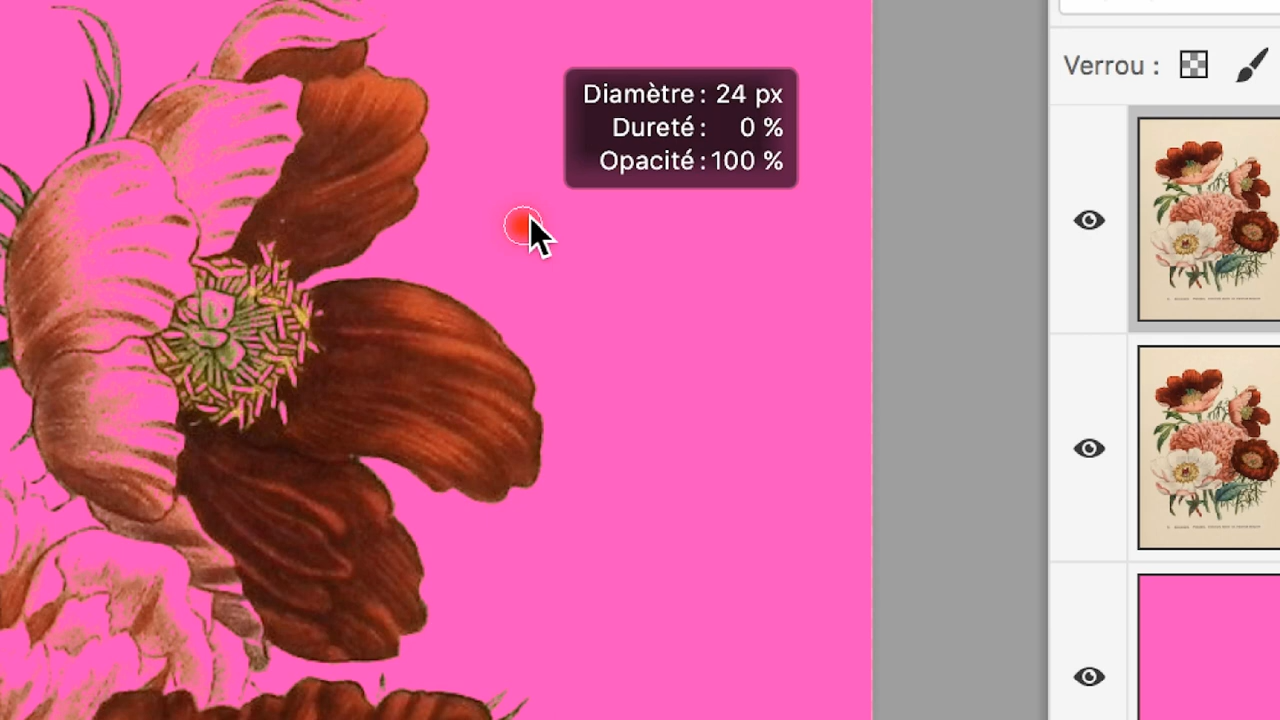 Diamètre : 24 px
Dureté : 0 %
Opacité : 100 %
Verrou :